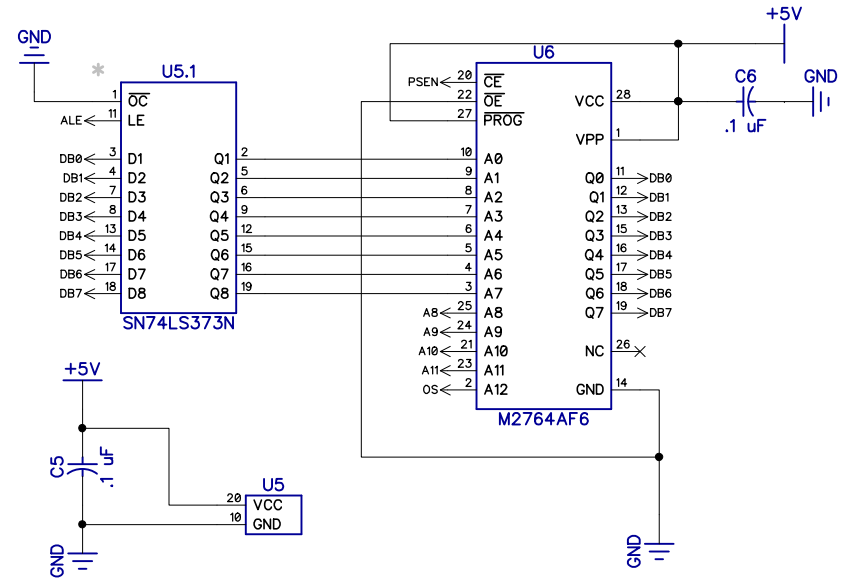 +5V
GND
*
U5.1
U6
C6
GND
.1 uF
1 OC
ALE 11 LE
DB0 3 D1 Q1 2
DB1 4 D2 Q2 5
DB2 7 D3 Q3 6
DB3 8 D4 Q4 9
DB4 13 D5 Q5 12
DB5 14 D6 Q6 15
DB6 17 D7 Q7 16
DB7 18 D8 Q8 19
SN74LS373N
PSEN 20 CE
22 OE VCC 28
27 PROG
VPP 1
10 A0
9 A1 Q0 11 DB0
8 A2 Q1 12 DB1
7 A3 Q2 13 DB2
6 A4 Q3 15 DB3
5 A5 Q4 16 DB4
4 A6 Q5 17 DB5
3 A7 Q6 18 DB6
A8 25 A8 Q7 19 DB7
A9 24 A9
A10 21 A10 NC 26
A11 23 A11
OS 2 A12 GND 14
M2764AF6
+5V
C5
.1 uF
U5
20 VCC
10 GND
GND
GND